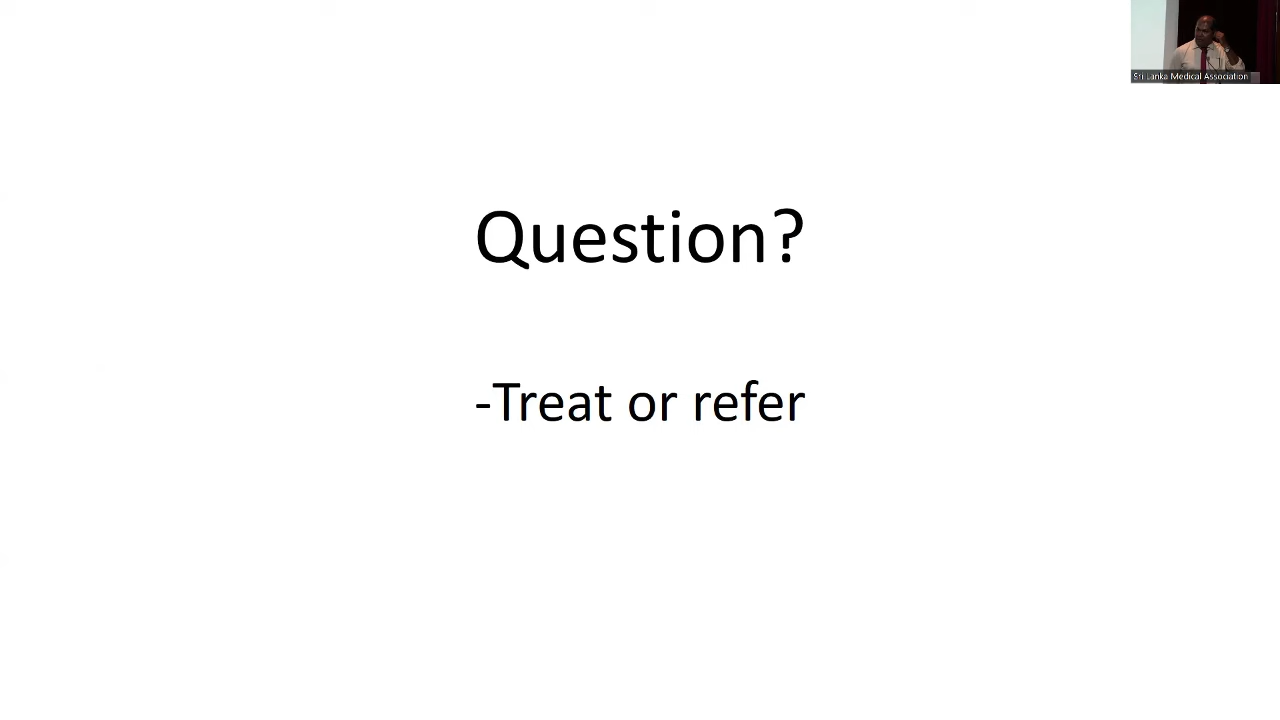 Sri Lanka Medical Association
Question?
-Treat or refer